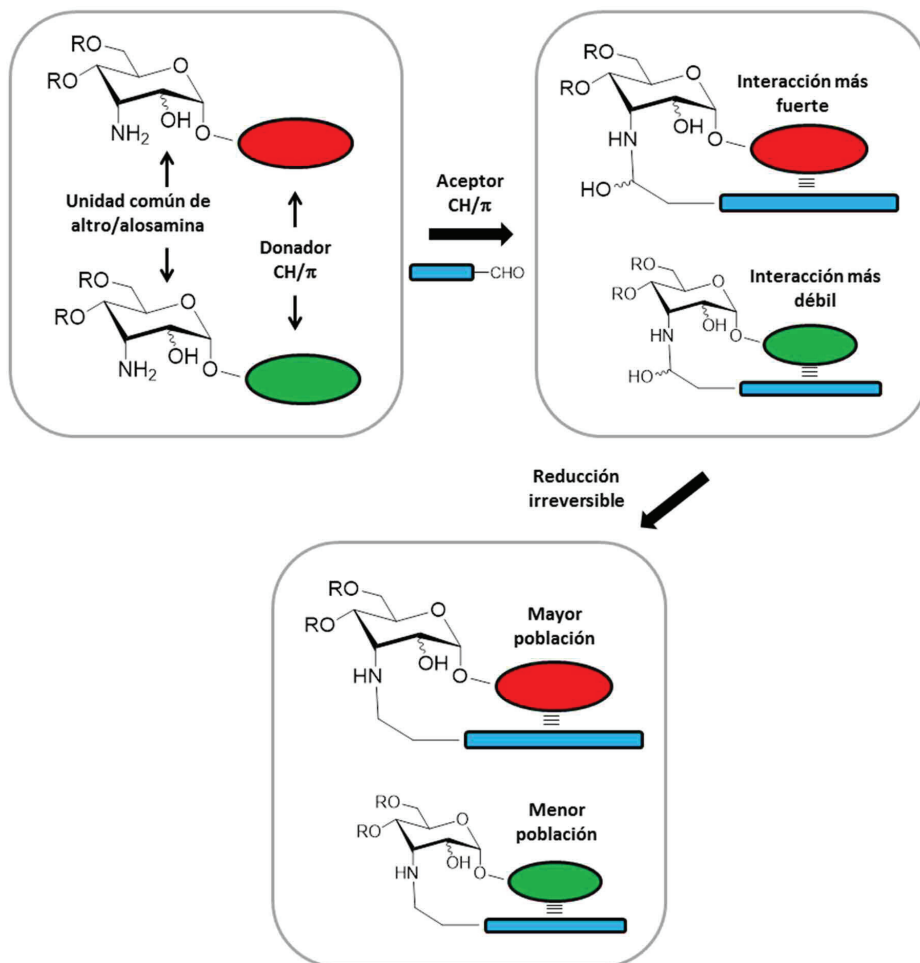 RO
RO
O
NH₂
OH
O
Unidad común de
altro/alosamina
Donador
CH/π
RO
RO
O
NH₂
OH
O
Aceptor
CH/π
CHO
RO
RO
O
HN
OH
O
HO
Interacción más
fuerte
RO
RO
O
HN
OH
O
HO
Interacción más
débil
Reducción
irreversible
RO
RO
O
HN
OH
O
Mayor
población
RO
RO
O
HN
OH
O
Menor
población